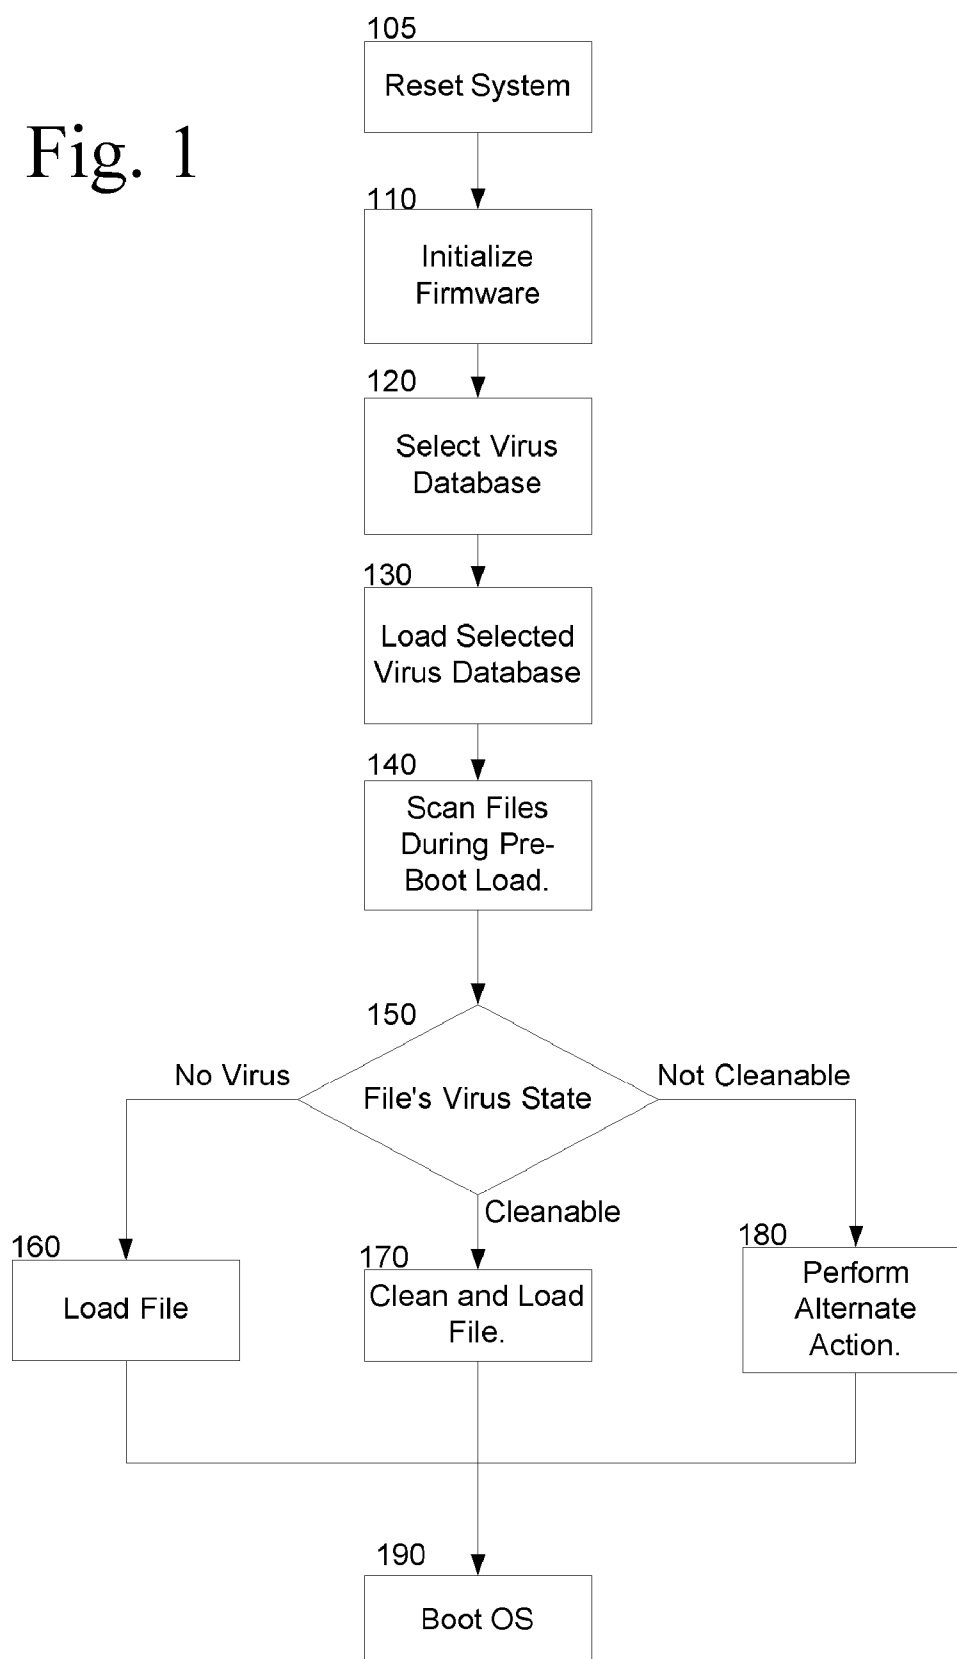 105
Reset System
Fig. 1
110
Initialize
Firmware
120
Select Virus
Database
130
Load Selected
Virus Database
140
Scan Files
During Pre-
Boot Load.
150
No Virus
File's Virus State
Not Cleanable
Cleanable
160
Load File
170
Clean and Load
File.
180
Perform
Alternate
Action.
190
Boot OS